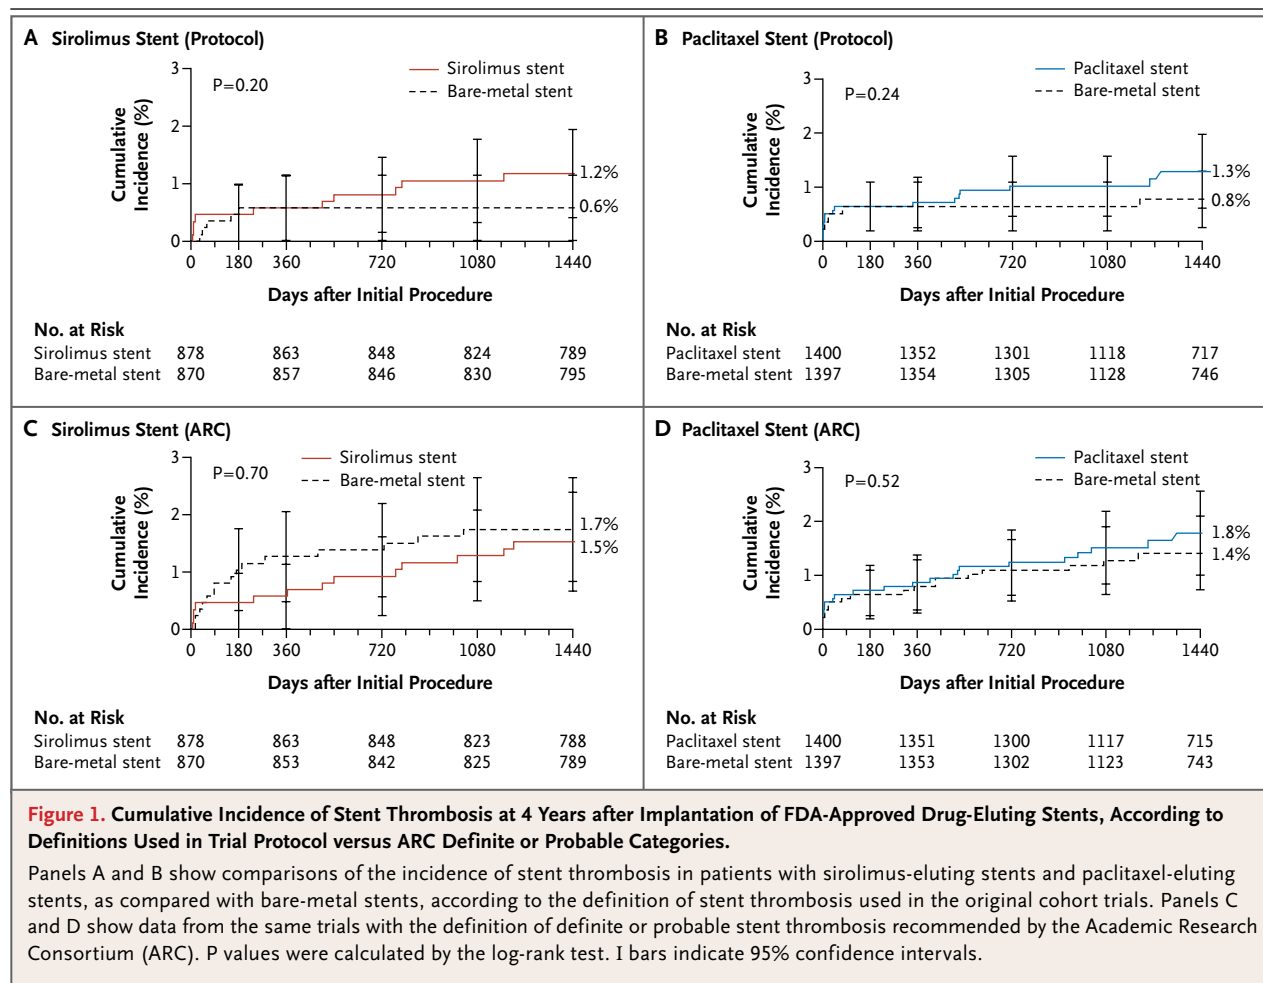 A Sirolimus Stent (Protocol)
Cumulative
Incidence (%)
3
2
1
0
P=0.20
Sirolimus stent
Bare-metal stent
1.2%
0.6%
0 180 360 720 1080 1440
Days after Initial Procedure
No. at Risk
Sirolimus stent 878 863 848 824 789
Bare-metal stent 870 857 846 830 795
B Paclitaxel Stent (Protocol)
Cumulative
Incidence (%)
3
2
1
0
P=0.24
Paclitaxel stent
Bare-metal stent
1.3%
0.8%
0 180 360 720 1080 1440
Days after Initial Procedure
No. at Risk
Paclitaxel stent 1400 1352 1301 1118 717
Bare-metal stent 1397 1354 1305 1128 746
C Sirolimus Stent (ARC)
Cumulative
Incidence (%)
3
2
1
0
P=0.70
Sirolimus stent
Bare-metal stent
1.7%
1.5%
0 180 360 720 1080 1440
Days after Initial Procedure
No. at Risk
Sirolimus stent 878 863 848 823 788
Bare-metal stent 870 853 842 825 789
D Paclitaxel Stent (ARC)
Cumulative
Incidence (%)
3
2
1
0
P=0.52
Paclitaxel stent
Bare-metal stent
1.8%
1.4%
0 180 360 720 1080 1440
Days after Initial Procedure
No. at Risk
Paclitaxel stent 1400 1351 1300 1117 715
Bare-metal stent 1397 1353 1302 1123 743
Figure 1. Cumulative Incidence of Stent Thrombosis at 4 Years after Implantation of FDA-Approved Drug-Eluting Stents, According to
Definitions Used in Trial Protocol versus ARC Definite or Probable Categories.
Panels A and B show comparisons of the incidence of stent thrombosis in patients with sirolimus-eluting stents and paclitaxel-eluting
stents, as compared with bare-metal stents, according to the definition of stent thrombosis used in the original cohort trials. Panels C
and D show data from the same trials with the definition of definite or probable stent thrombosis recommended by the Academic Research
Consortium (ARC). P values were calculated by the log-rank test. I bars indicate 95% confidence intervals.